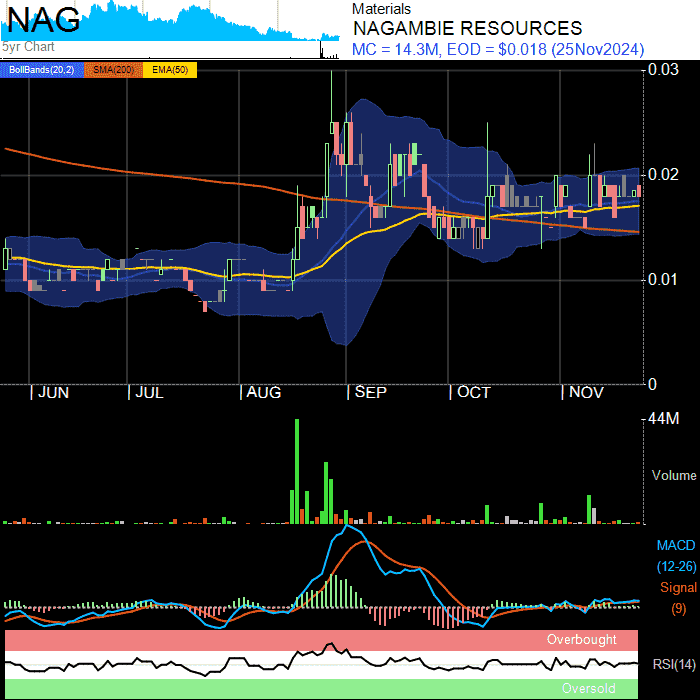 NAG
5yr Chart
Materials
NAGAMBIE RESOURCES
MC = 14.3M, EOD = $0.018 (25Nov2024)
BollBands(20,2) SMA(200) EMA(50)
0.03
0.02
0.01
0
JUN JUL AUG SEP OCT NOV
44M
Volume
MACD
(12-26)
Signal
(9)
Overbought
RSI(14)
Oversold